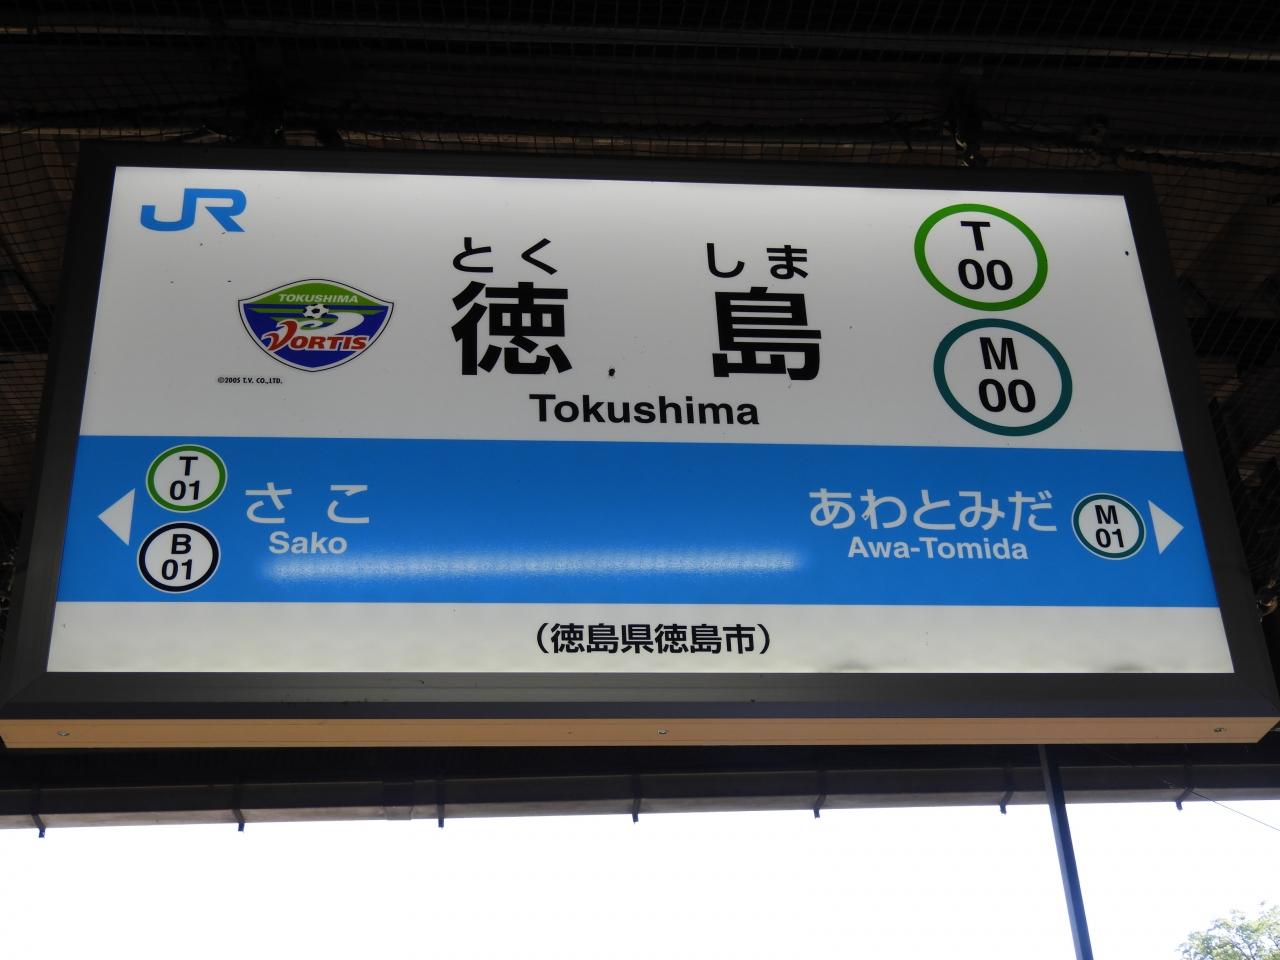 JR
とく しま
徳島
Tokushima
TOKUSHIMA
VORTIS
©2005 T.V. CO.,LTD.
T
00
M
00
T
01
B
01
さこ
Sako
あわとみだ
Awa-Tomida
M
01
(徳島県徳島市)